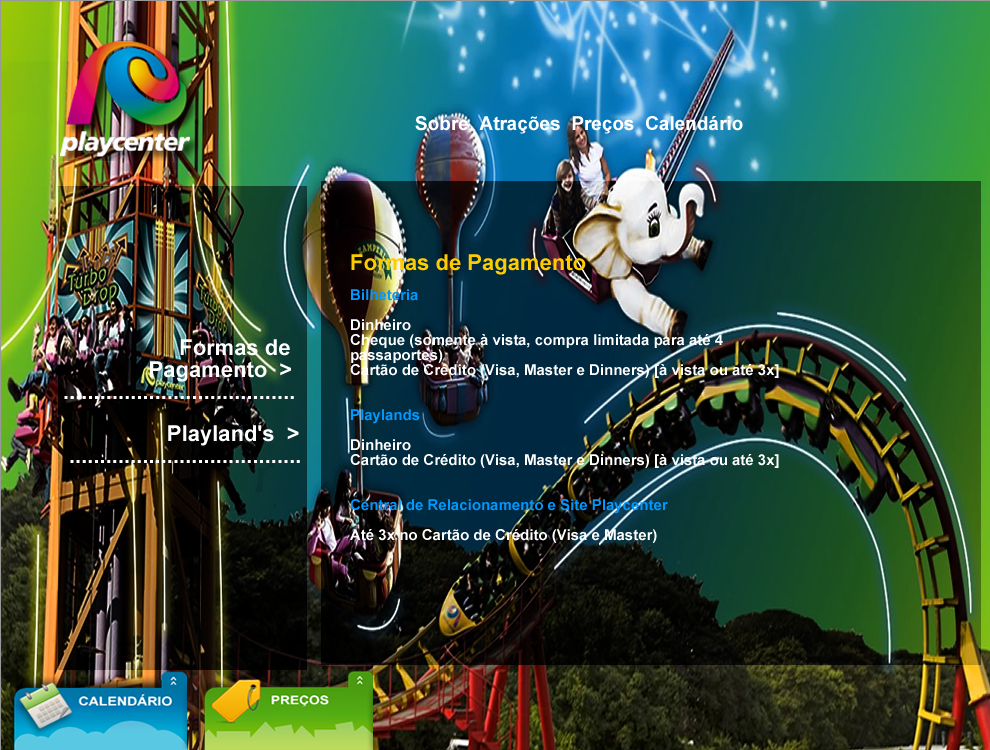 playcenter
Sobre Atrações Preços Calendário
Turbo
Drop
Formas de
Pagamento >
Playland's >
Formas de Pagamento
Bilheteria
Dinheiro
Cheque (somente à vista, compra limitada para até 4
passaportes)
Cartão de Crédito (Visa, Master e Dinners) [à vista ou até 3x]
Playlands
Dinheiro
Cartão de Crédito (Visa, Master e Dinners) [à vista ou até 3x]
Central de Relacionamento e Site Playcenter
Até 3x no Cartão de Crédito (Visa e Master)
CALENDÁRIO
PREÇOS